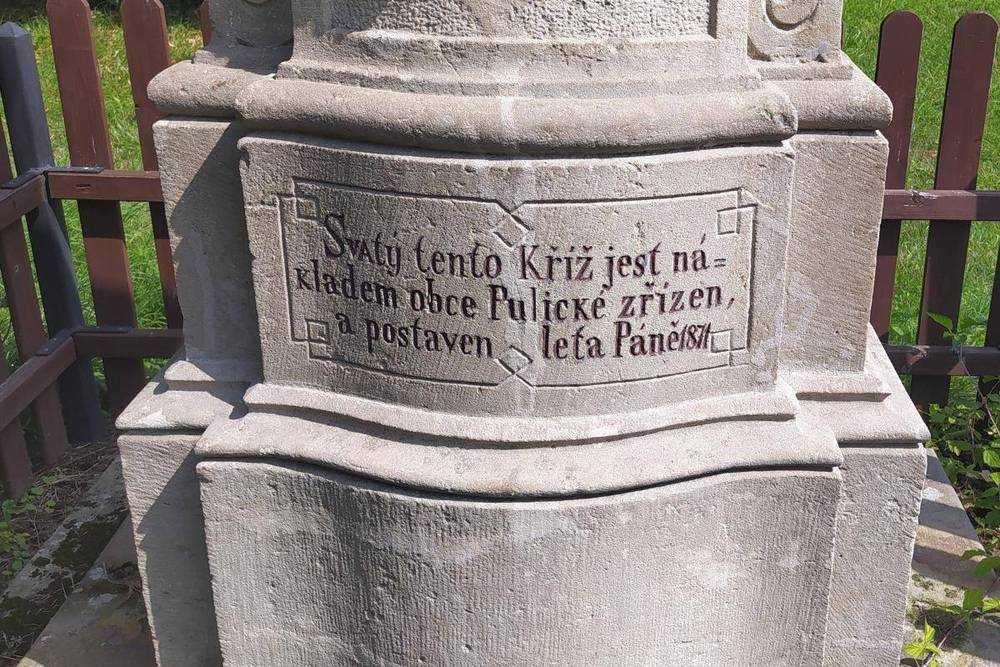 Svatý tento Kříž jest ná=
kladem obce Pulické zřízen,
a postaven leta Páně 1871